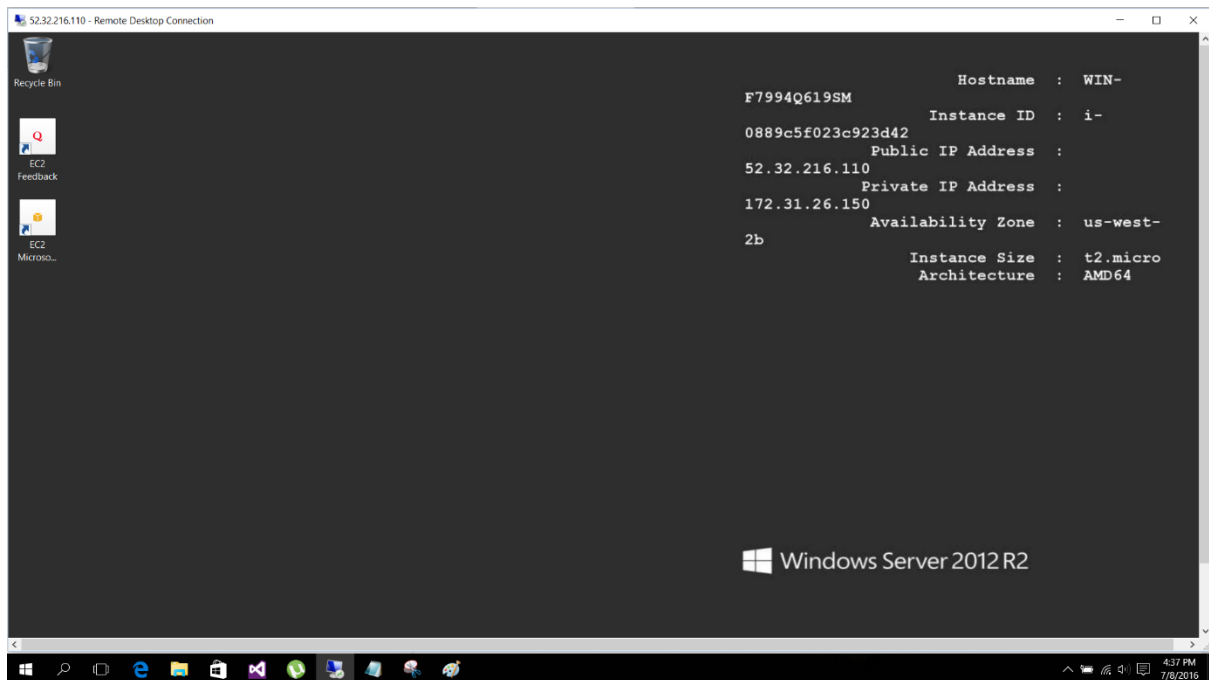 52.32.216.110 - Remote Desktop Connection
Recycle Bin
EC2
Feedback
EC2
Microso...
Hostname : WIN-
F7994Q619SM
Instance ID : i-
0889c5f023c923d42
Public IP Address :
52.32.216.110
Private IP Address :
172.31.26.150
Availability Zone : us-west-
2b
Instance Size : t2.micro
Architecture : AMD64
Windows Server 2012 R2
4:37 PM
7/8/2016